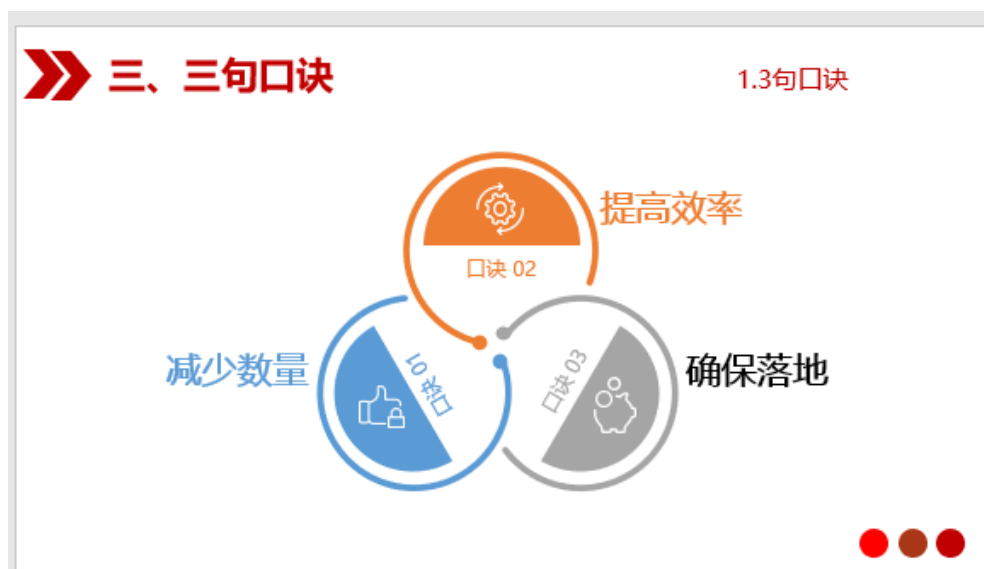 三、三句口诀
1.3句口诀
提高效率
口诀 02
减少数量
口诀 01
口诀 03
确保落地